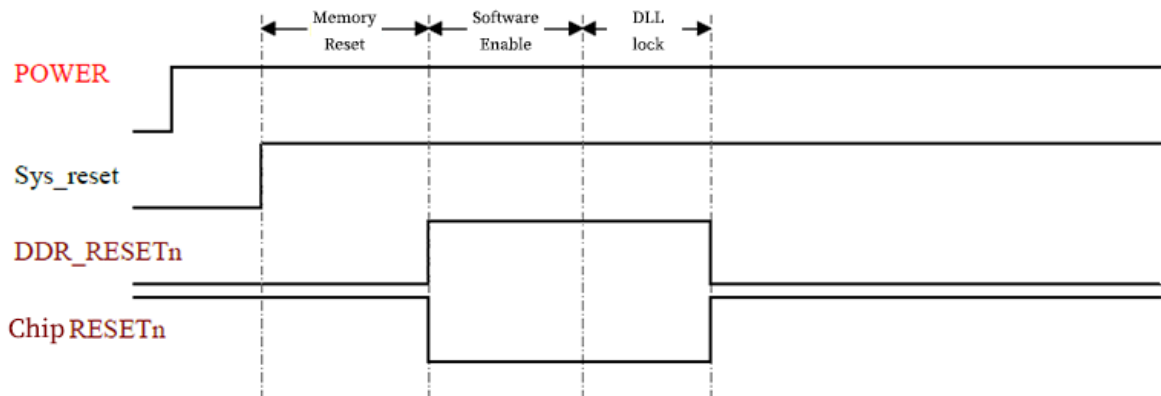 Memory
Reset
Software
Enable
DLL
lock
POWER
Sys_reset
DDR_RESETn
Chip RESETn